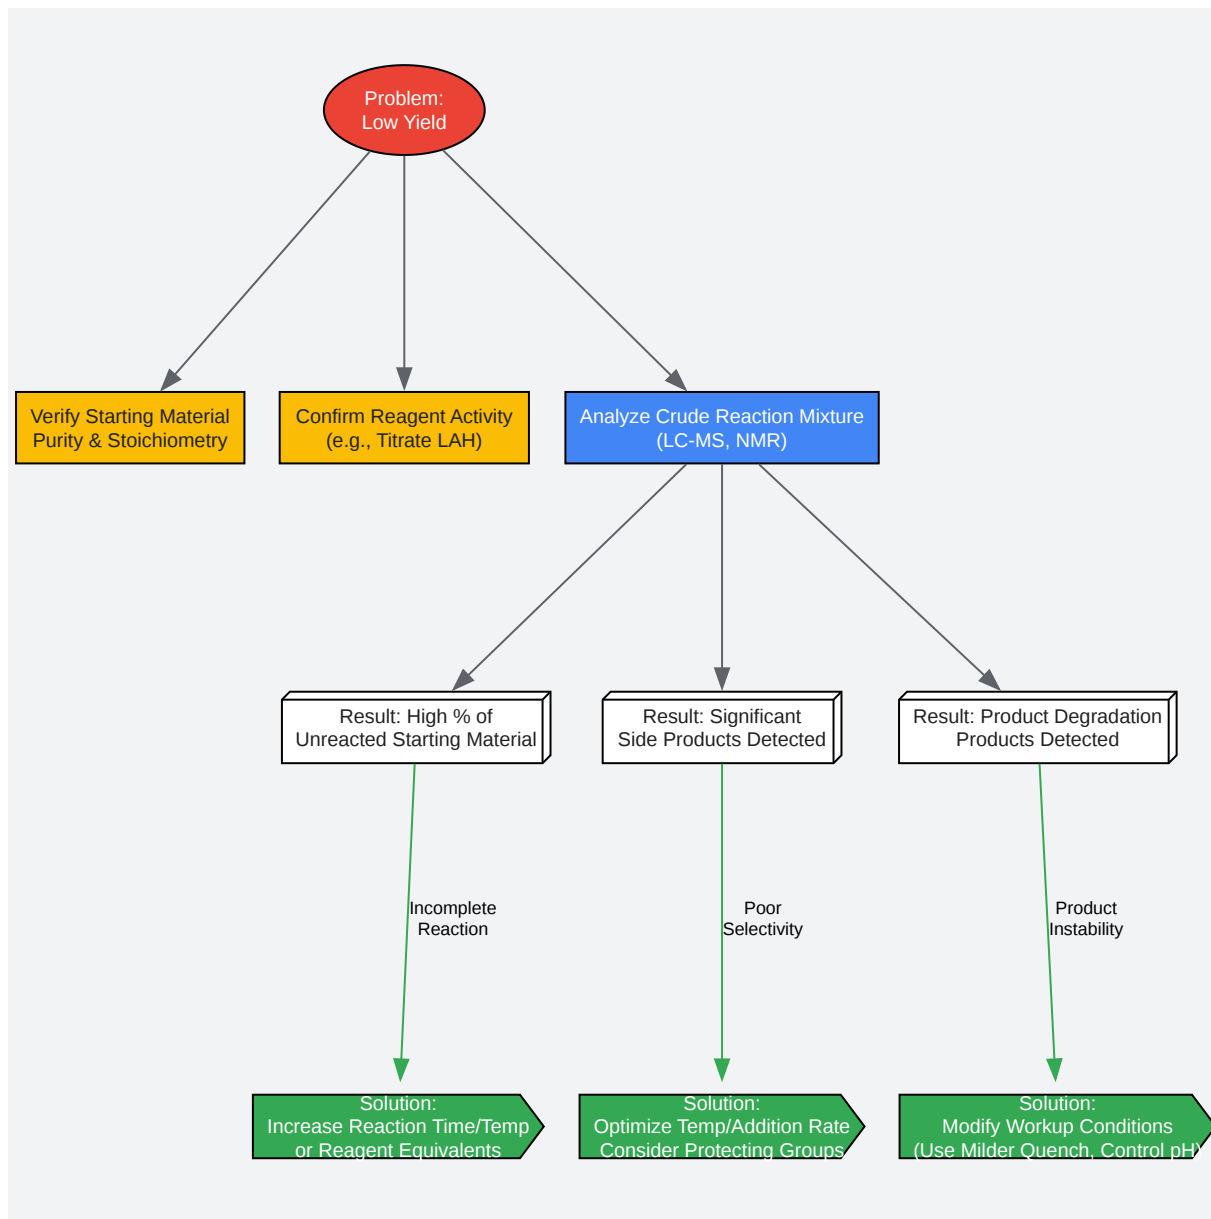 Problem:
Low Yield
Verify Starting Material
Purity & Stoichiometry
Confirm Reagent Activity
(e.g., Titrate LAH)
Analyze Crude Reaction Mixture
(LC-MS, NMR)
Result: High % of
Unreacted Starting Material
Result: Significant
Side Products Detected
Result: Product Degradation
Products Detected
Incomplete
Reaction
Poor
Selectivity
Product
Instability
Solution:
Increase Reaction Time/Temp
or Reagent Equivalents
Solution:
Optimize Temp/Addition Rate
Consider Protecting Groups
Solution:
Modify Workup Conditions
(Use Milder Quench, Control pH)